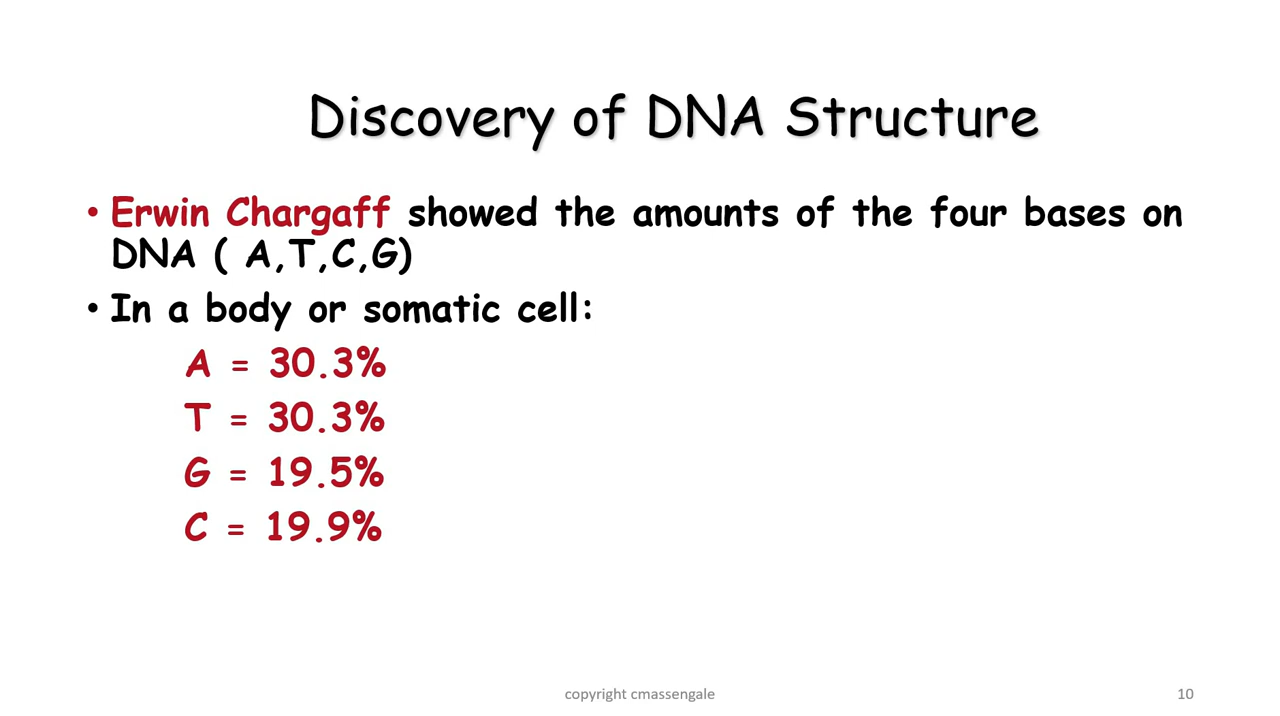 Discovery of DNA Structure
• Erwin Chargaff showed the amounts of the four bases on
DNA ( A,T,C,G)
• In a body or somatic cell:
A = 30.3%
T = 30.3%
G = 19.5%
C = 19.9%
copyright cmassengale
10